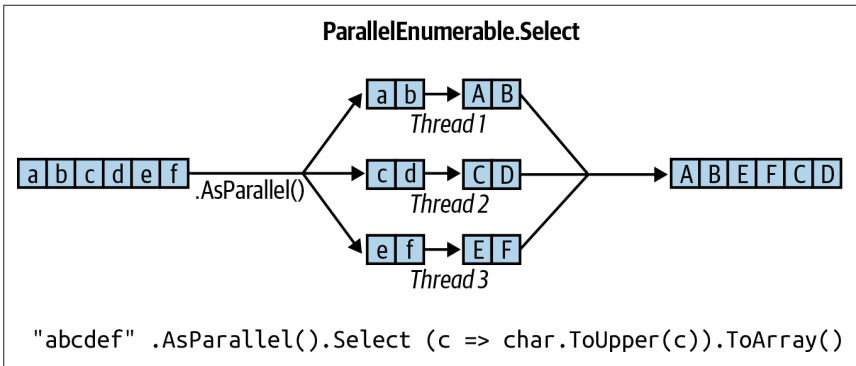 ParallelEnumerable.Select
a b A B
Thread 1
a b c d e f .AsParallel() c d C D A B E F C D
Thread 2
e f E F
Thread 3
"abcdef" .AsParallel().Select (c => char.ToUpper(c)).ToArray()